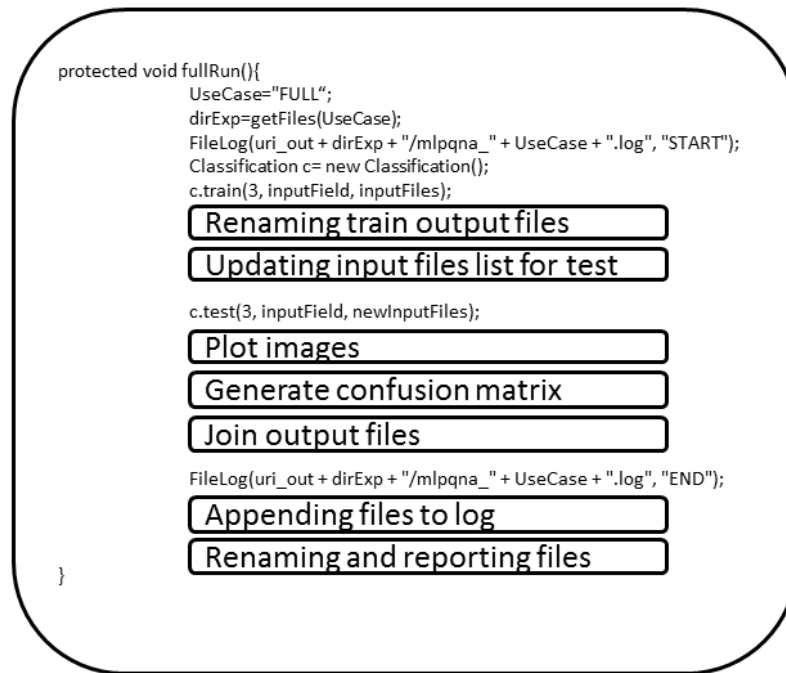 protected void fullRun(){
UseCase="FULL“;
dirExp=getFiles(UseCase);
FileLog(uri_out + dirExp + "/mlpqna_" + UseCase + ".log", "START");
Classification c= new Classification();
c.train(3, inputField, inputFiles);
Renaming train output files
Updating input files list for test
c.test(3, inputField, newInputFiles);
Plot images
Generate confusion matrix
Join output files
FileLog(uri_out + dirExp + "/mlpqna_" + UseCase + ".log", "END");
Appending files to log
Renaming and reporting files
}